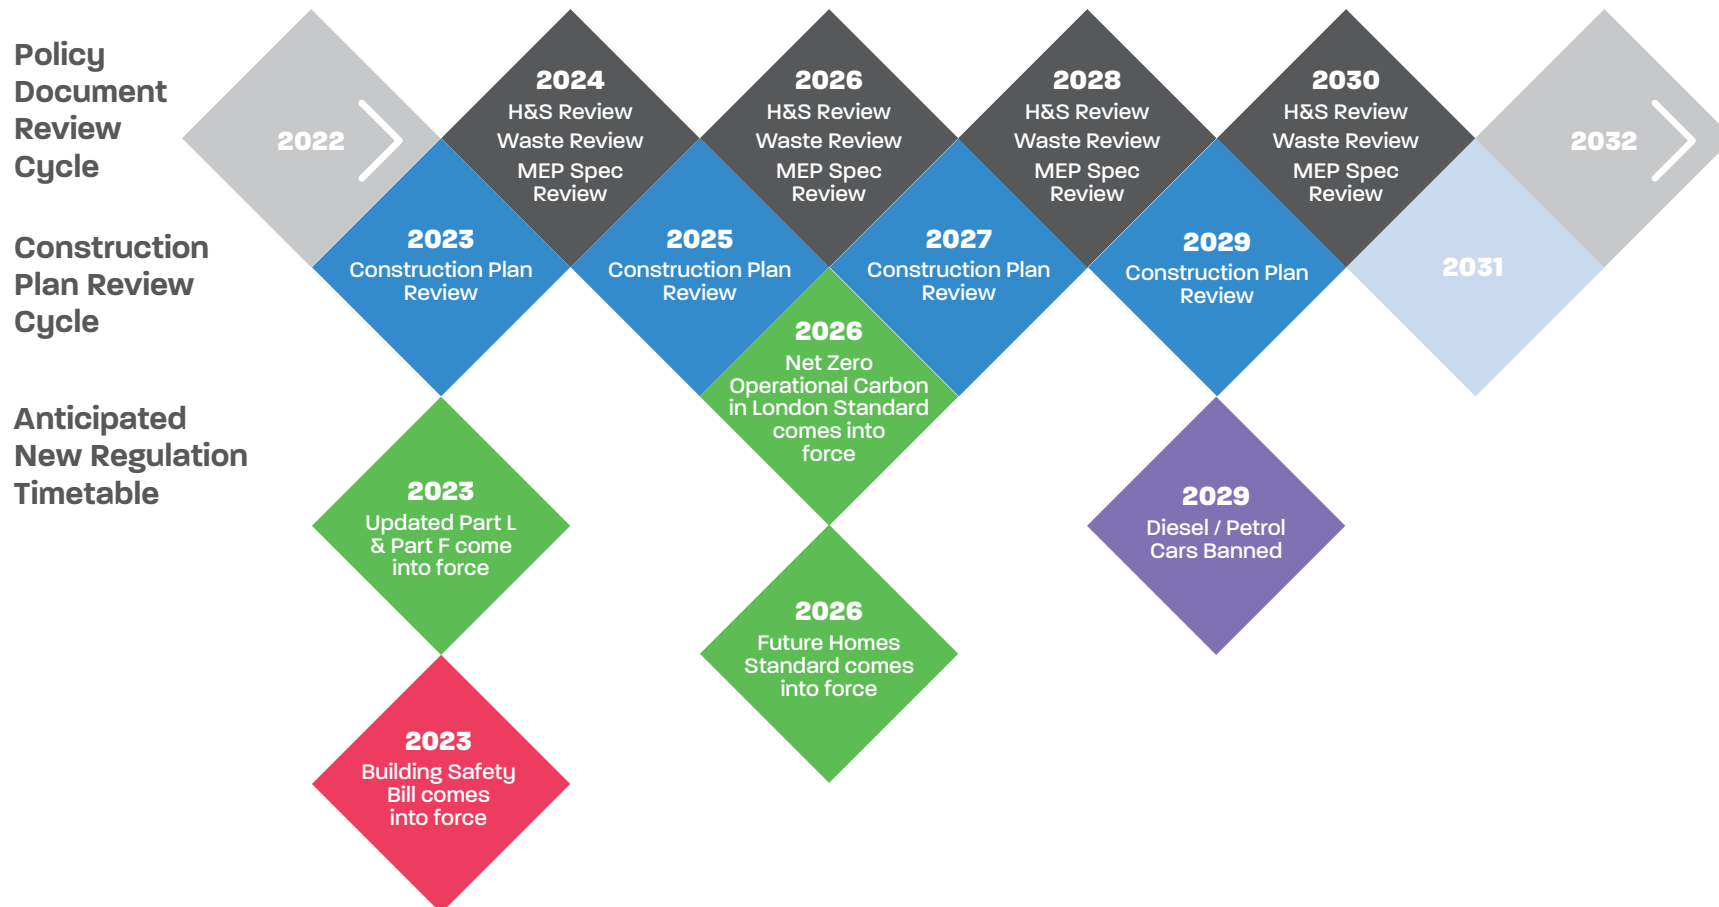 Policy
Document
Review
Cycle
2022
2024
H&S Review
Waste Review
MEP Spec
Review
2026
H&S Review
Waste Review
MEP Spec
Review
2028
H&S Review
Waste Review
MEP Spec
Review
2030
H&S Review
Waste Review
MEP Spec
Review
2032
Construction
Plan Review
Cycle
2023
Construction Plan
Review
2025
Construction Plan
Review
2027
Construction Plan
Review
2029
Construction Plan
Review
2031
Anticipated
New Regulation
Timetable
2023
Updated Part L
& Part F come
into force
2026
Net Zero
Operational Carbon
in London Standard
comes into
force
2029
Diesel / Petrol
Cars Banned
2026
Future Homes
Standard comes
into force
2023
Building Safety
Bill comes
into force